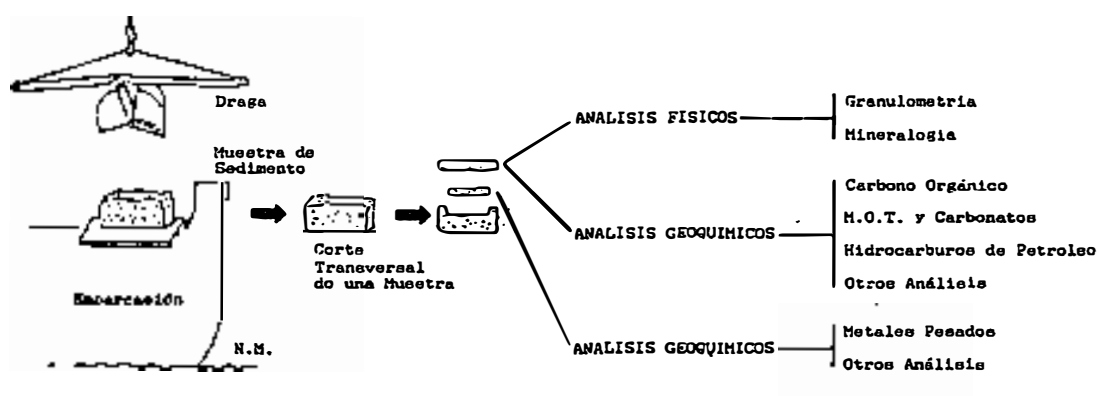 Draga
Muestra de
Sedimento
Embarcación
N.M.
Corte
Transversal
do una Muestra
ANALISIS FISICOS
Granulometria
Mineralogia
ANALISIS GEOQUIMICOS
Carbono Orgánico
M.O.T. y Carbonatos
Hidrocarburos de Petroleo
Otros Análisis
ANALISIS GEOQUIMICOS
Metales Pesados
Otros Análisis